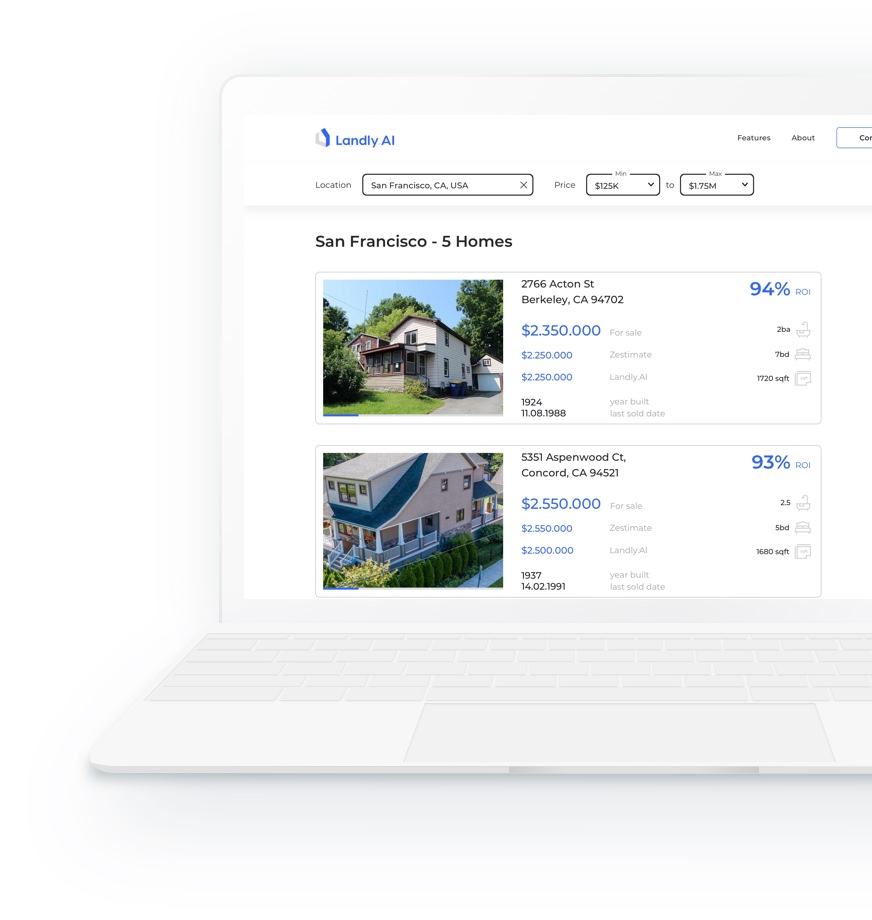 Landly AI
Features
About
Location
San Francisco, CA, USA
Price
Min
$125K
to
Max
$1.75M
San Francisco - 5 Homes
2766 Acton St
Berkeley, CA 94702
94% ROI
$2.350.000 For sale
2ba
$2.250.000 Zestimate
7bd
$2.250.000 Landly.AI
1720 sqft
1924 year built
11.08.1988 last sold date
5351 Aspenwood Ct,
Concord, CA 94521
93% ROI
$2.550.000 For sale
2.5
$2.550.000 Zestimate
5bd
$2.500.000 Landly.AI
1680 sqft
1937 year built
14.02.1991 last sold date